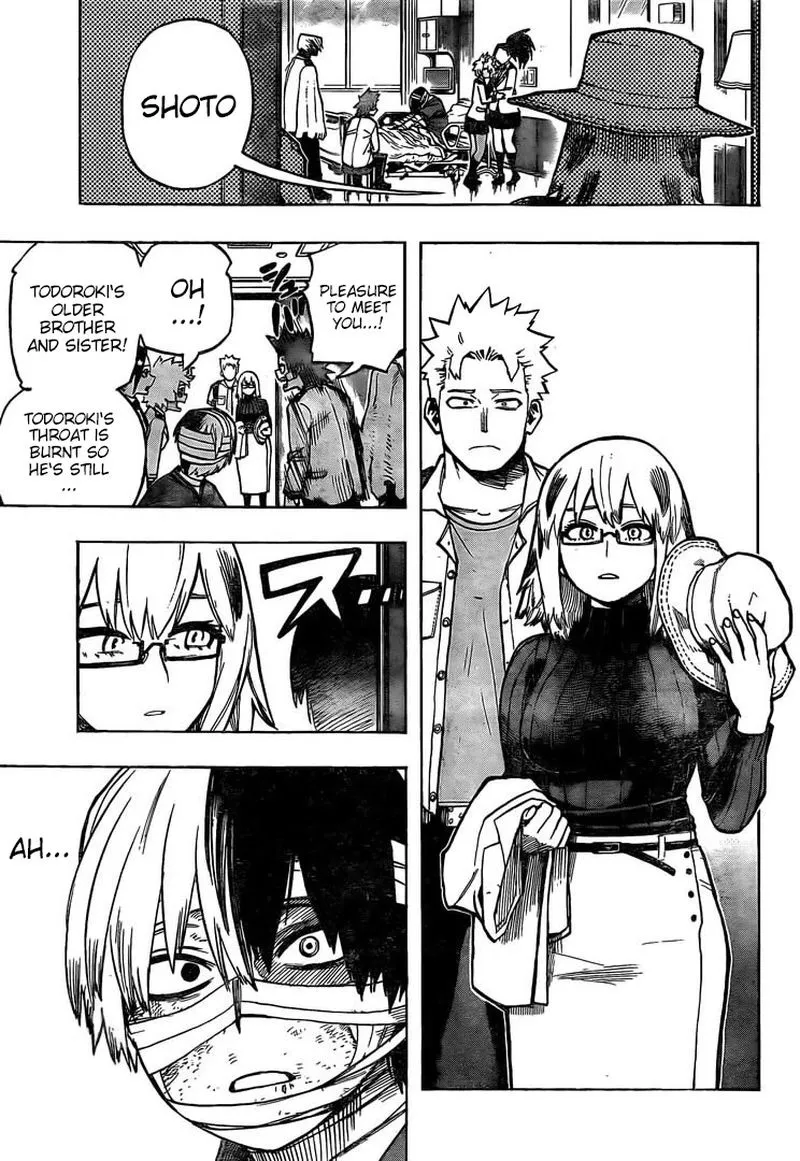 SHOTO
PLEASURE
TO MEET
YOU...!
OH
...!
TODOROKI'S
OLDER
BROTHER
AND SISTER!
TODOROKI'S
THROAT IS
BURNT SO
HE'S STILL
...
ス...
AH...